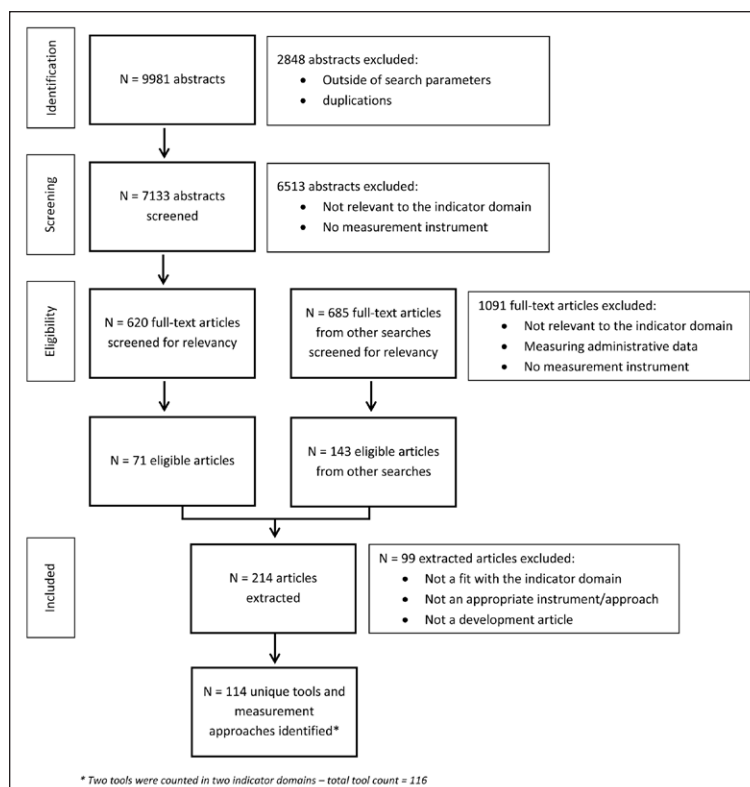 Identification
N = 9981 abstracts
2848 abstracts excluded:
• Outside of search parameters
• duplications
Screening
N = 7133 abstracts
screened
6513 abstracts excluded:
• Not relevant to the indicator domain
• No measurement instrument
Eligibility
N = 620 full-text articles
screened for relevancy
N = 685 full-text articles
from other searches
screened for relevancy
1091 full-text articles excluded:
• Not relevant to the indicator domain
• Measuring administrative data
• No measurement instrument
N = 71 eligible articles
N = 143 eligible articles
from other searches
Included
N = 214 articles
extracted
N = 99 extracted articles excluded:
• Not a fit with the indicator domain
• Not an appropriate instrument/approach
• Not a development article
N = 114 unique tools and
measurement
approaches identified*
* Two tools were counted in two indicator domains – total tool count = 116